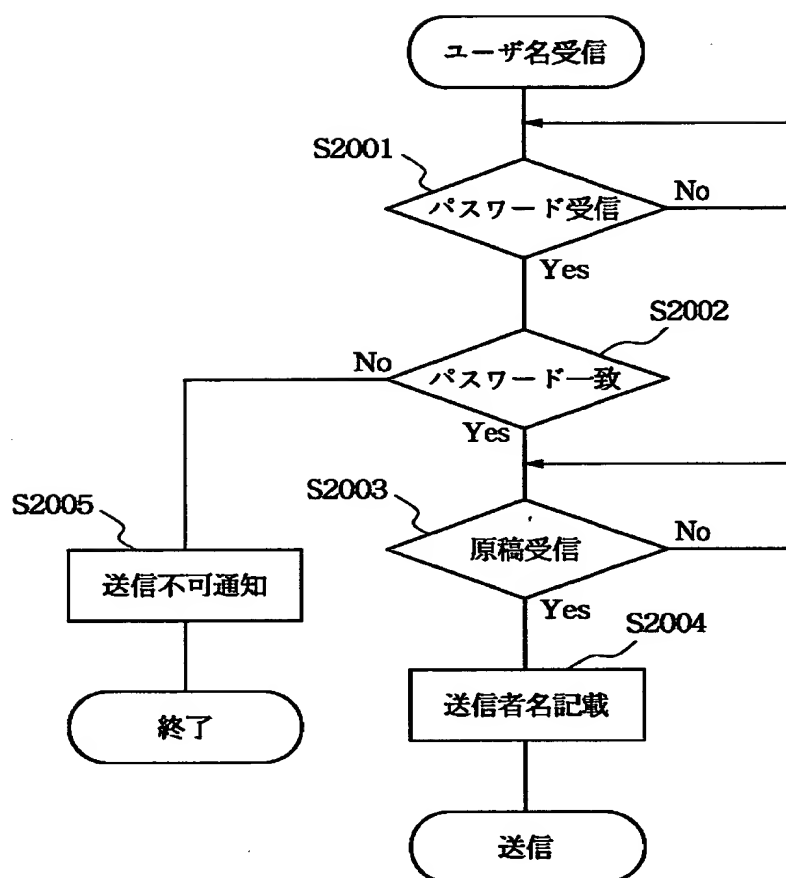 ユーザ名受信
S2001
パスワード受信
No
Yes
S2002
No
パスワード一致
Yes
S2003
S2005
原稿受信
No
送信不可通知
Yes
S2004
送信者名記載
終了
送信